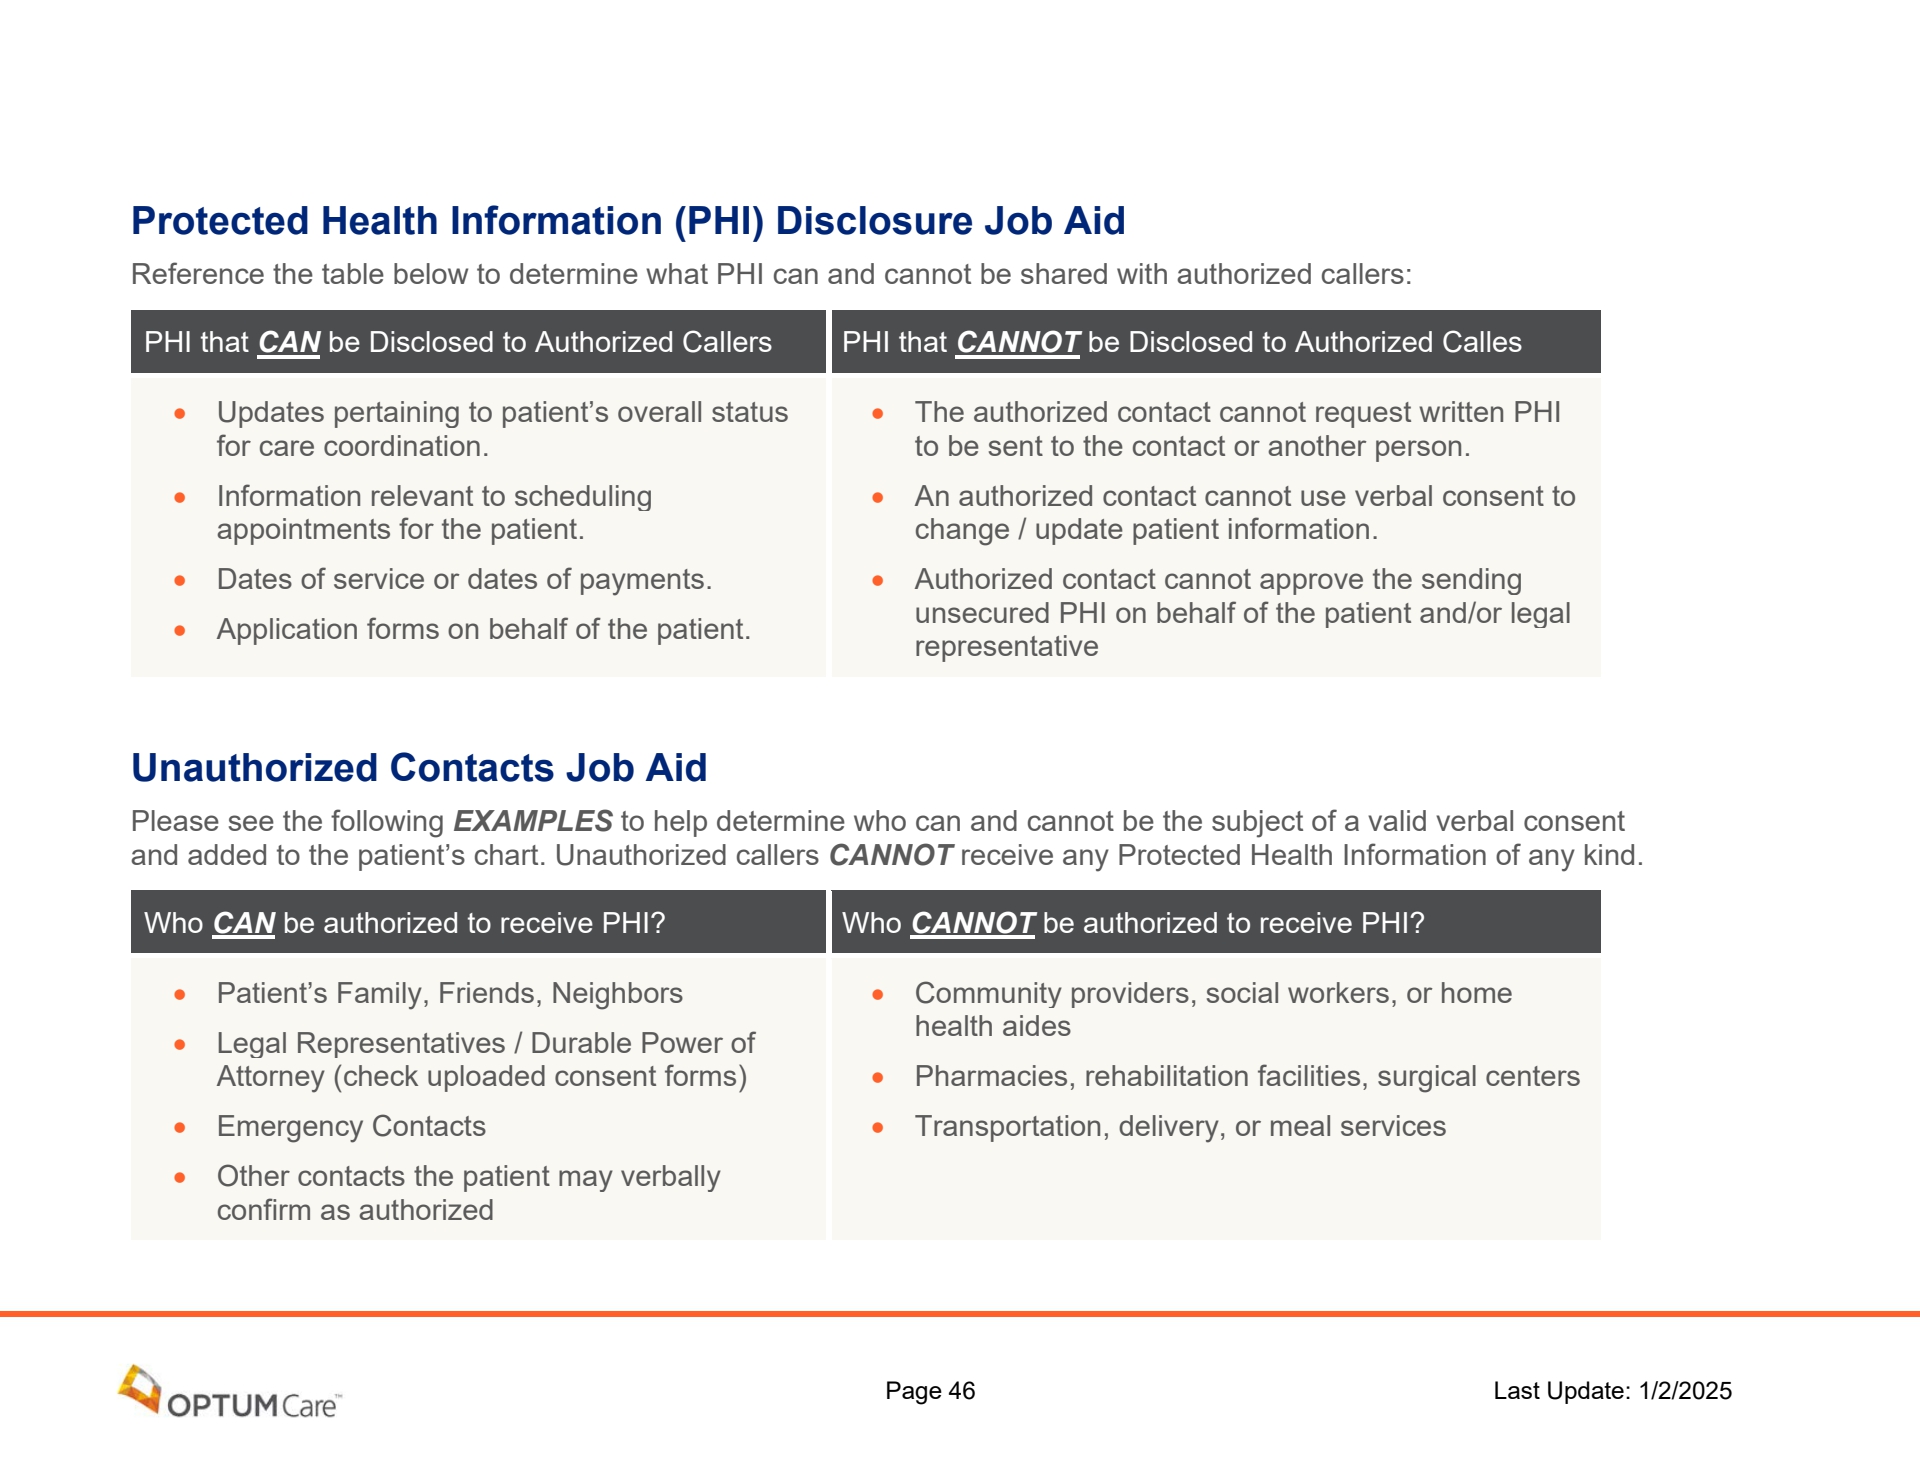 Protected Health Information (PHI) Disclosure Job Aid
Reference the table below to determine what PHI can and cannot be shared with authorized callers:
PHI that CAN be Disclosed to Authorized Callers
PHI that CANNOT be Disclosed to Authorized Calles
• Updates pertaining to patient’s overall status
for care coordination.
• Information relevant to scheduling
appointments for the patient.
• Dates of service or dates of payments.
• Application forms on behalf of the patient.
• The authorized contact cannot request written PHI
to be sent to the contact or another person.
• An authorized contact cannot use verbal consent to
change / update patient information.
• Authorized contact cannot approve the sending
unsecured PHI on behalf of the patient and/or legal
representative
Unauthorized Contacts Job Aid
Please see the following EXAMPLES to help determine who can and cannot be the subject of a valid verbal consent
and added to the patient’s chart. Unauthorized callers CANNOT receive any Protected Health Information of any kind.
Who CAN be authorized to receive PHI?
Who CANNOT be authorized to receive PHI?
• Patient’s Family, Friends, Neighbors
• Legal Representatives / Durable Power of
Attorney (check uploaded consent forms)
• Emergency Contacts
• Other contacts the patient may verbally
confirm as authorized
• Community providers, social workers, or home
health aides
• Pharmacies, rehabilitation facilities, surgical centers
• Transportation, delivery, or meal services
OPTUM Care™
Page 46
Last Update: 1/2/2025